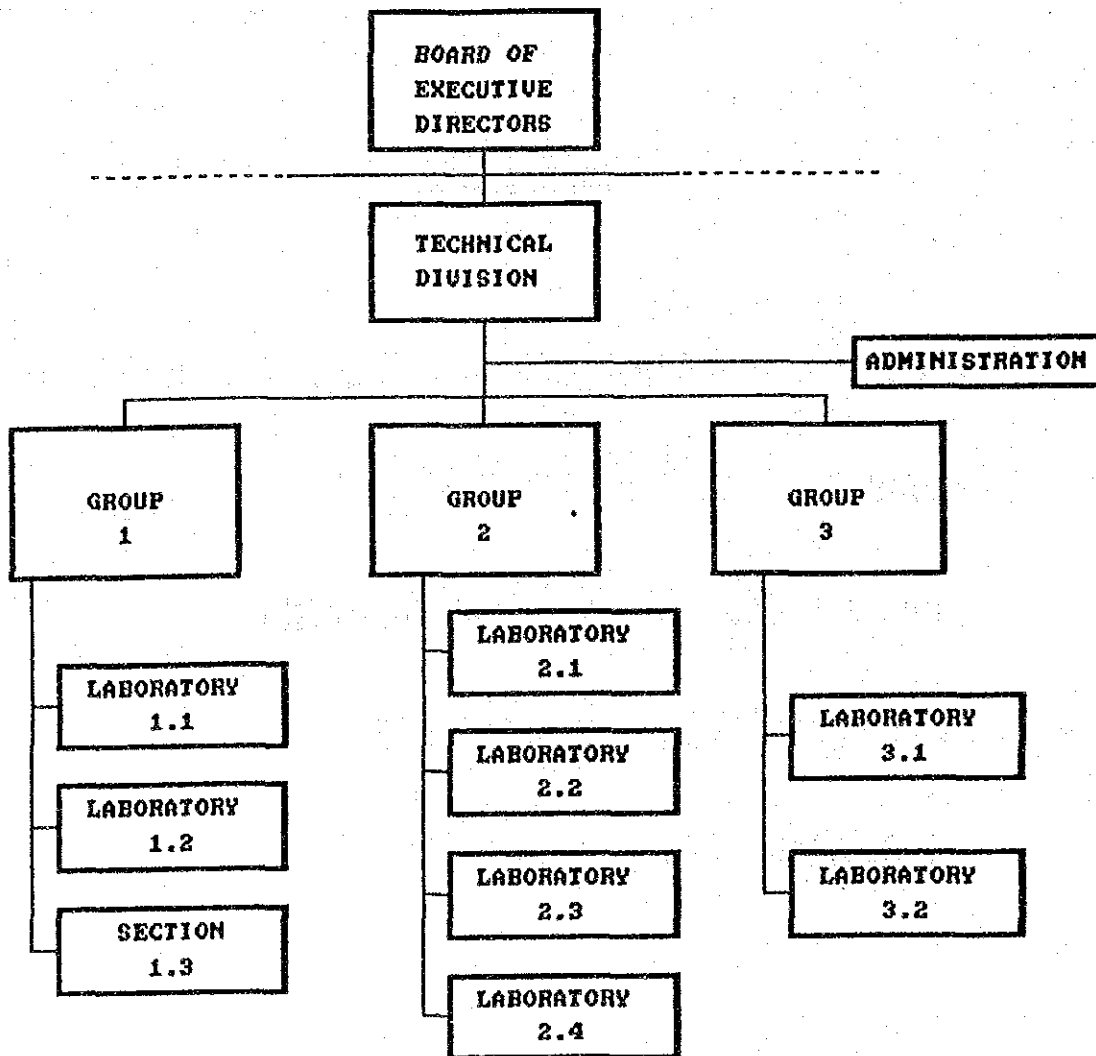 BOARD OF
EXECUTIVE
DIRECTORS
TECHNICAL
DIVISION
ADMINISTRATION
GROUP
1
GROUP
2
GROUP
3
LABORATORY
1.1
LABORATORY
1.2
SECTION
1.3
LABORATORY
2.1
LABORATORY
2.2
LABORATORY
2.3
LABORATORY
2.4
LABORATORY
3.1
LABORATORY
3.2